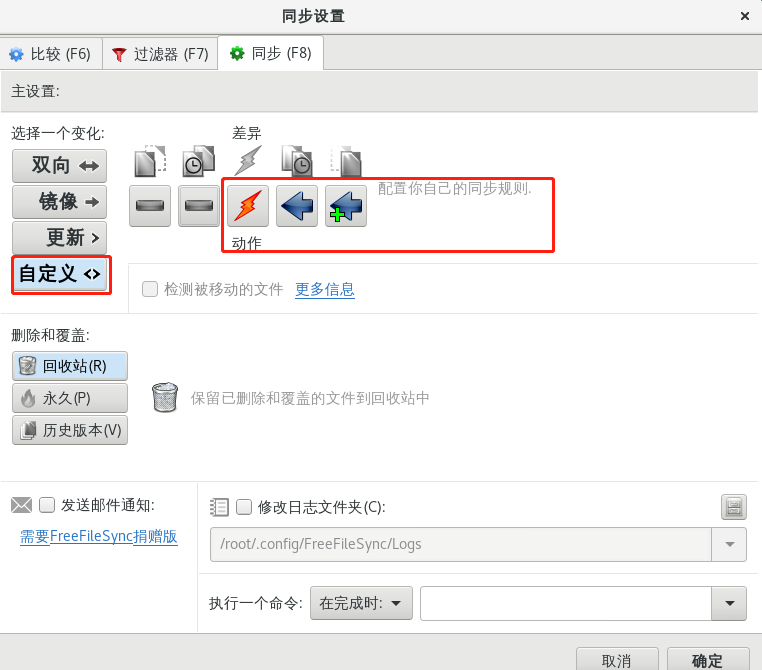 同步设置
比较 (F6) 过滤器 (F7) 同步 (F8)
主设置:
选择一个变化:
双向
镜像
更新
自定义
差异
配置你自己的同步规则.
动作
检测被移动的文件 更多信息
删除和覆盖:
回收站(R)
永久(P)
历史版本(V)
保留已删除和覆盖的文件到回收站中
发送邮件通知:
需要FreeFileSync捐赠版
修改日志文件夹(C):
/root/.config/FreeFileSync/Logs
执行一个命令: 在完成时:
取消 确定